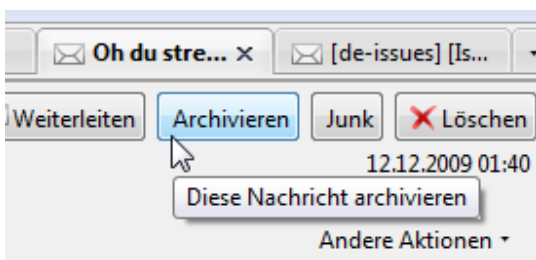 Oh du stre... [de-issues] [Is...
Weiterleiten Archivieren Junk Löschen
12.12.2009 01:40
Diese Nachricht archivieren
Andere Aktionen